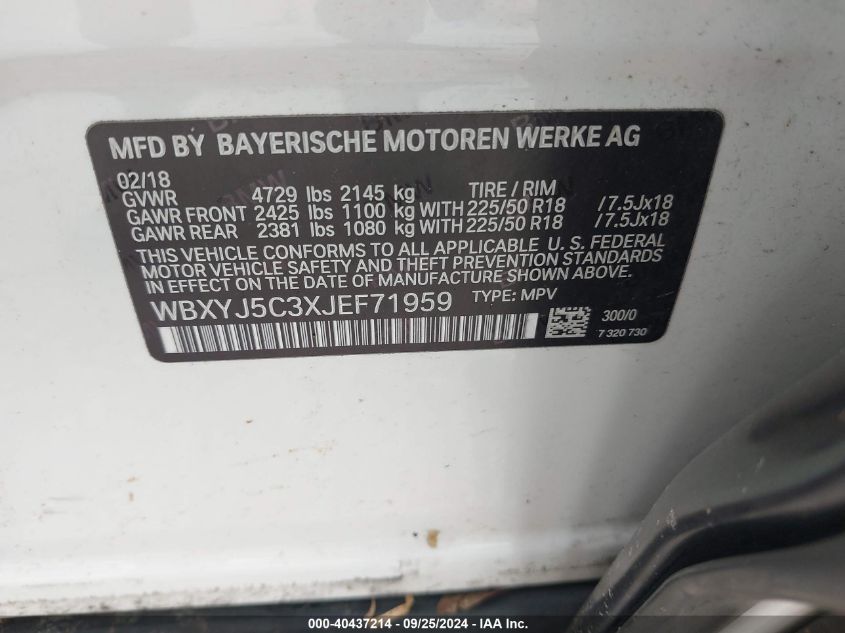 MFD BY BAYERISCHE MOTOREN WERKE AG
02/18
GVWR 4729 lbs 2145 kg TIRE / RIM
GAWR FRONT 2425 lbs 1100 kg WITH 225/50 R18 /7.5Jx18
GAWR REAR 2381 lbs 1080 kg WITH 225/50 R18 /7.5Jx18
THIS VEHICLE CONFORMS TO ALL APPLICABLE U. S. FEDERAL
MOTOR VEHICLE SAFETY AND THEFT PREVENTION STANDARDS
IN EFFECT ON THE DATE OF MANUFACTURE SHOWN ABOVE.
WBXYJ5C3XJEF71959 TYPE: MPV
300/0
7 320 730
000-40437214 - 09/25/2024 - IAA Inc.